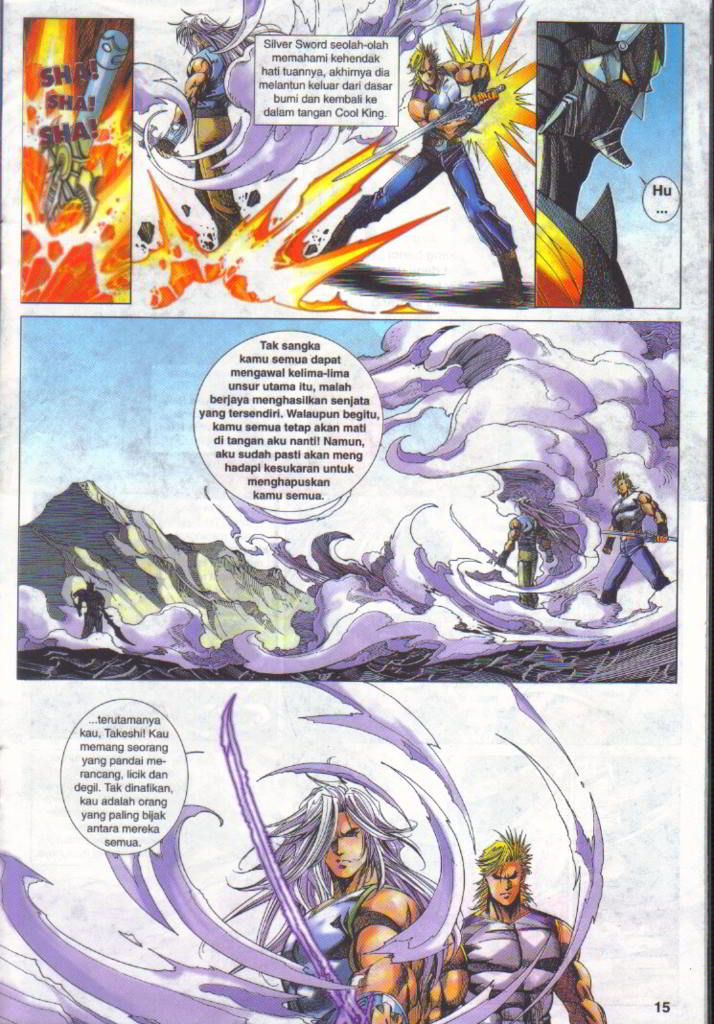 SHA!
SHA!
SHA!
Silver Sword seolah-olah
memahami kehendak
hati tuannya, akhirnya dia
melantun keluar dari dasar
bumi dan kembali ke
dalam tangan Cool King.
Hu
...
Tak sangka
kamu semua dapat
mengawal kelima-lima
unsur utama itu, malah
berjaya menghasilkan senjata
yang tersendiri. Walaupun begitu,
kamu semua tetap akan mati
di tangan aku nanti! Namun,
aku sudah pasti akan meng
hadapi kesukaran untuk
menghapuskan
kamu semua.
...terutamanya
kau, Takeshi! Kau
memang seorang
yang pandai me-
rancang, licik dan
degil. Tak dinafikan,
kau adalah orang
yang paling bijak
antara mereka
semua.
15